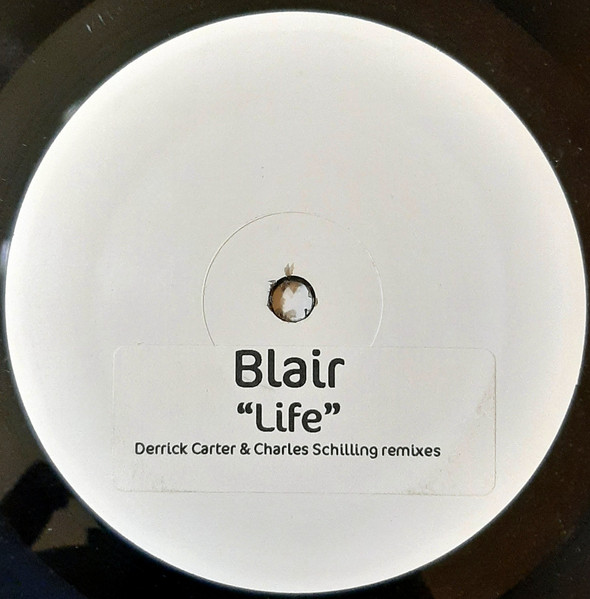 Blair
“Life”
Derrick Carter & Charles Schilling remixes